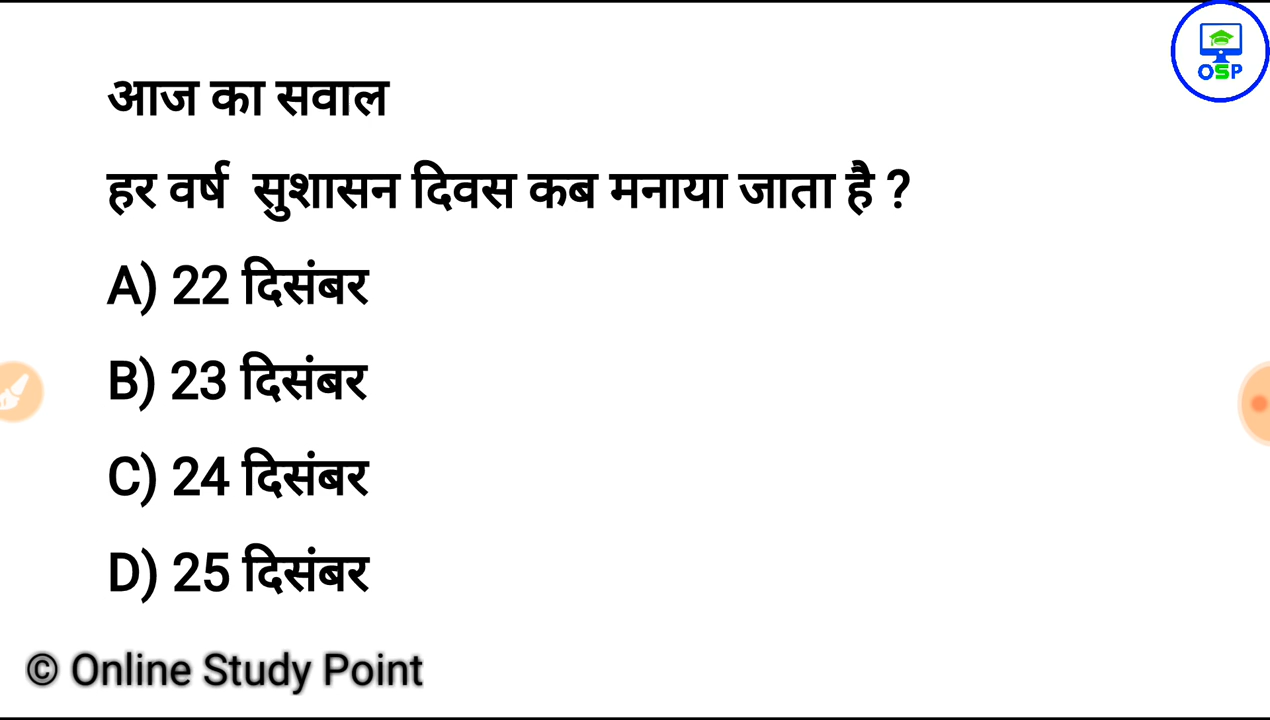 OSP
आज का सवाल
हर वर्ष सुशासन दिवस कब मनाया जाता है ?
A) 22 दिसंबर
B) 23 दिसंबर
C) 24 दिसंबर
D) 25 दिसंबर
© Online Study Point